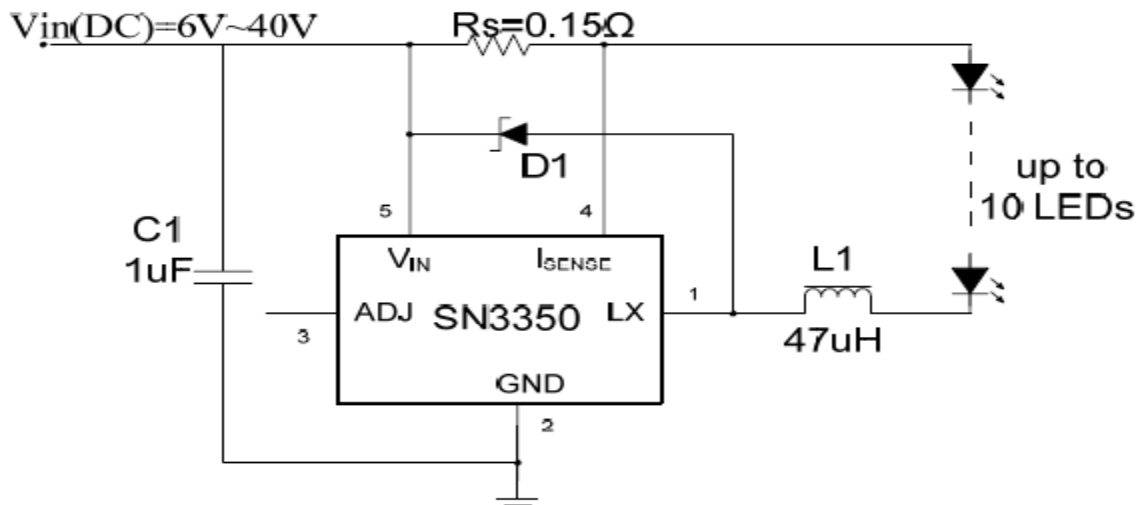 Vin(DC)=6V~40V
Rs=0.15Ω
D1
up to
10 LEDs
5
4
C1
1uF
VIN
ISENSE
L1
1
ADJ
SN3350
LX
3
47uH
GND
2